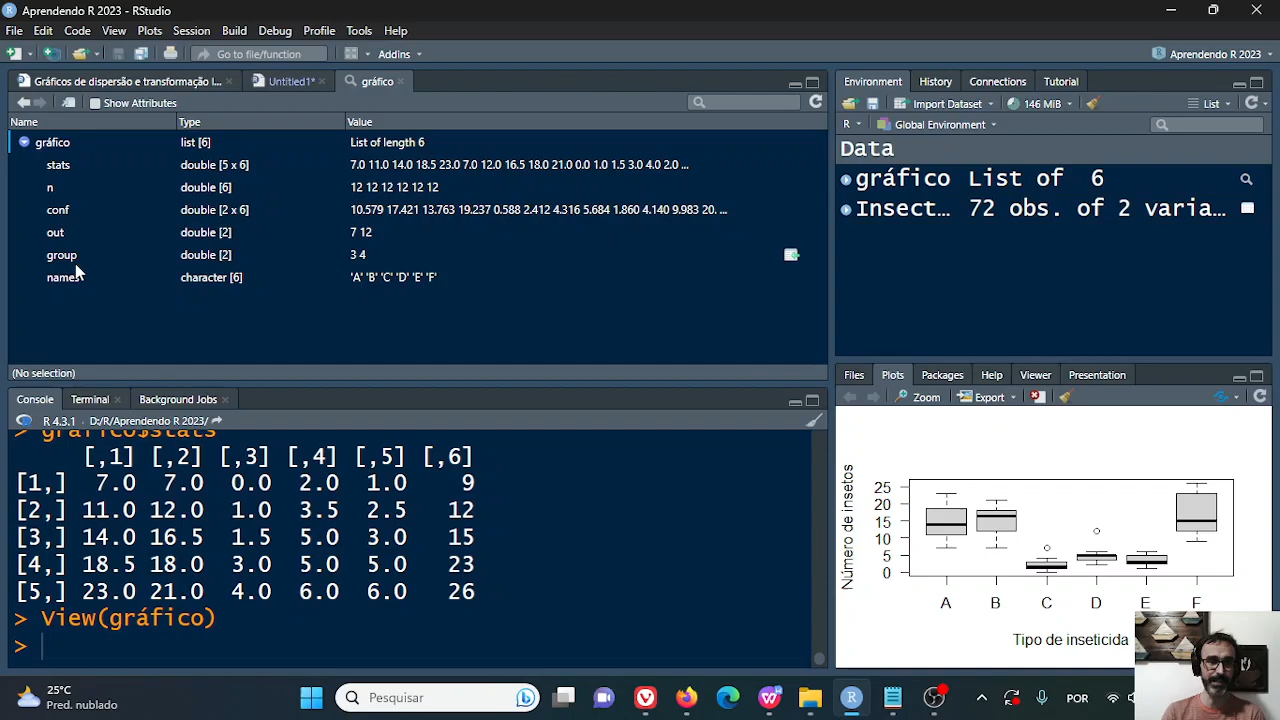 Aprendendo R 2023 - RStudio
File Edit Code View Plots Session Build Debug Profile Tools Help
Go to file/function Addins Aprendendo R 2023
Gráficos de dispersão e transformação l... Untitled1* gráfico
Show Attributes
Name Type Value
gráfico list [6] List of length 6
stats double [5 x 6] 7.0 11.0 14.0 18.5 23.0 7.0 12.0 16.5 18.0 21.0 0.0 1.0 1.5 3.0 4.0 2.0 ...
n double [6] 12 12 12 12 12 12
conf double [2 x 6] 10.579 17.421 13.763 19.237 0.588 2.412 4.316 5.684 1.860 4.140 9.983 20. ...
out double [2] 7 12
group double [2] 3 4
names character [6] 'A' 'B' 'C' 'D' 'E' 'F'
(No selection)
Environment History Connections Tutorial
Import Dataset 146 MiB List
R Global Environment
Data
gráfico List of 6
Insect... 72 obs. of 2 varia...
Console Terminal Background Jobs
R 4.3.1 · D:/R/Aprendendo R 2023/
> gráfico$stats
[,1] [,2] [,3] [,4] [,5] [,6]
[1,] 7.0 7.0 0.0 2.0 1.0 9
[2,] 11.0 12.0 1.0 3.5 2.5 12
[3,] 14.0 16.5 1.5 5.0 3.0 15
[4,] 18.5 18.0 3.0 5.0 5.0 23
[5,] 23.0 21.0 4.0 6.0 6.0 26
> View(gráfico)
>
Files Plots Packages Help Viewer Presentation
Zoom Export
Número de insetos
25
20
15
10
5
0
A B C D E F
Tipo de inseticida
25°C
Pred. nublado
Pesquisar
POR